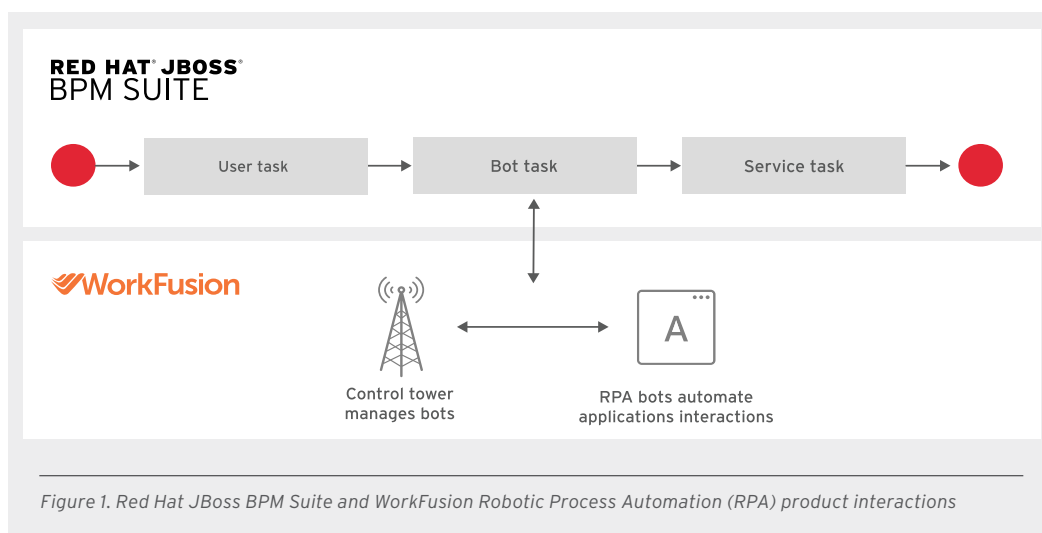 RED HAT® JBOSS®
BPM SUITE
User task
Bot task
Service task
WorkFusion
A
Control tower
manages bots
RPA bots automate
applications interactions
Figure 1. Red Hat JBoss BPM Suite and WorkFusion Robotic Process Automation (RPA) product interactions